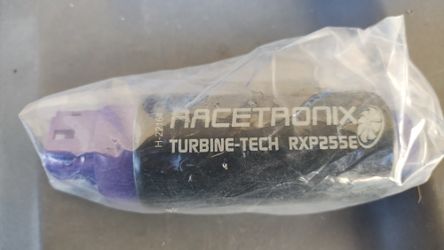 RACETRONIX
TURBINE-TECH RXP255E